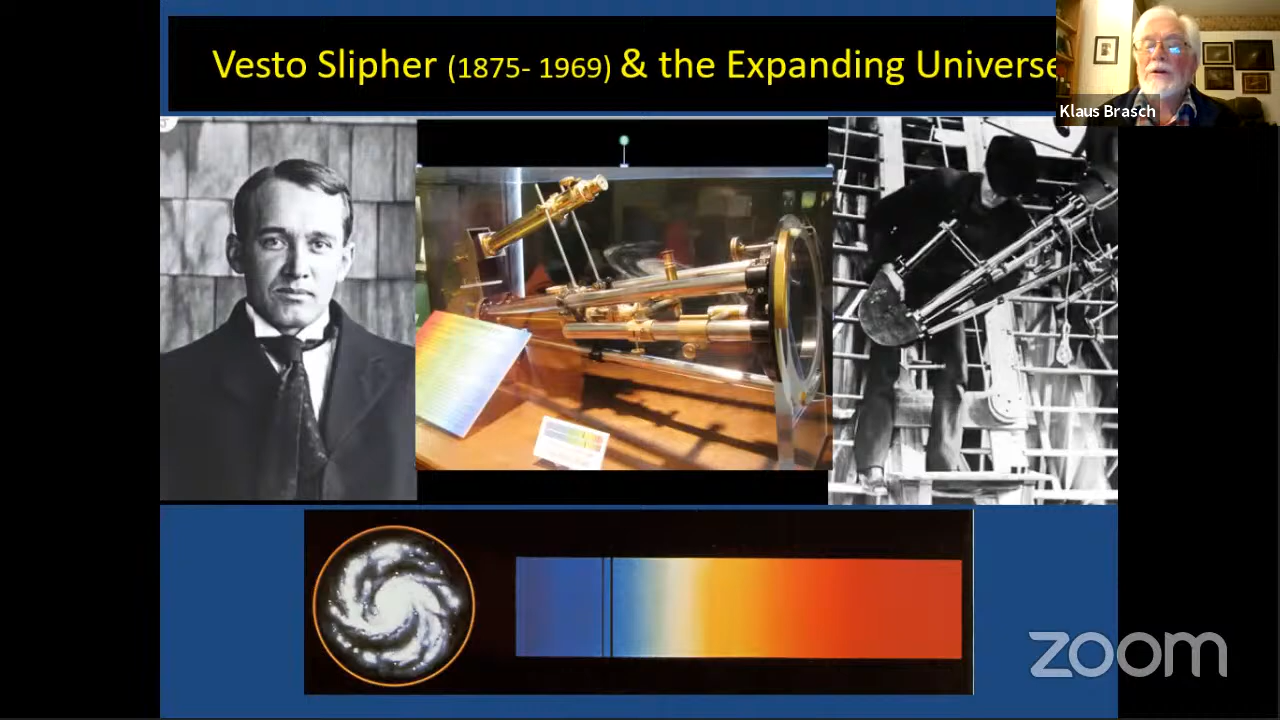 Vesto Slipher (1875- 1969) & the Expanding Universe
Klaus Brasch
zoom